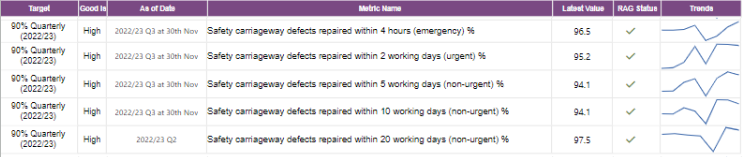 Target Good Is As of Date Metric Name Latest Value RAG Status Trends
90% Quarterly
(2022/23) High 2022/23 Q3 at 30th Nov Safety carriageway defects repaired within 4 hours (emergency) % 96.5
90% Quarterly
(2022/23) High 2022/23 Q3 at 30th Nov Safety carriageway defects repaired within 2 working days (urgent) % 95.2
90% Quarterly
(2022/23) High 2022/23 Q3 at 30th Nov Safety carriageway defects repaired within 5 working days (non-urgent) % 94.1
90% Quarterly
(2022/23) High 2022/23 Q3 at 30th Nov Safety carriageway defects repaired within 10 working days (non-urgent) % 94.1
90% Quarterly
(2022/23) High 2022/23 Q2 Safety carriageway defects repaired within 20 working days (non-urgent) % 97.5